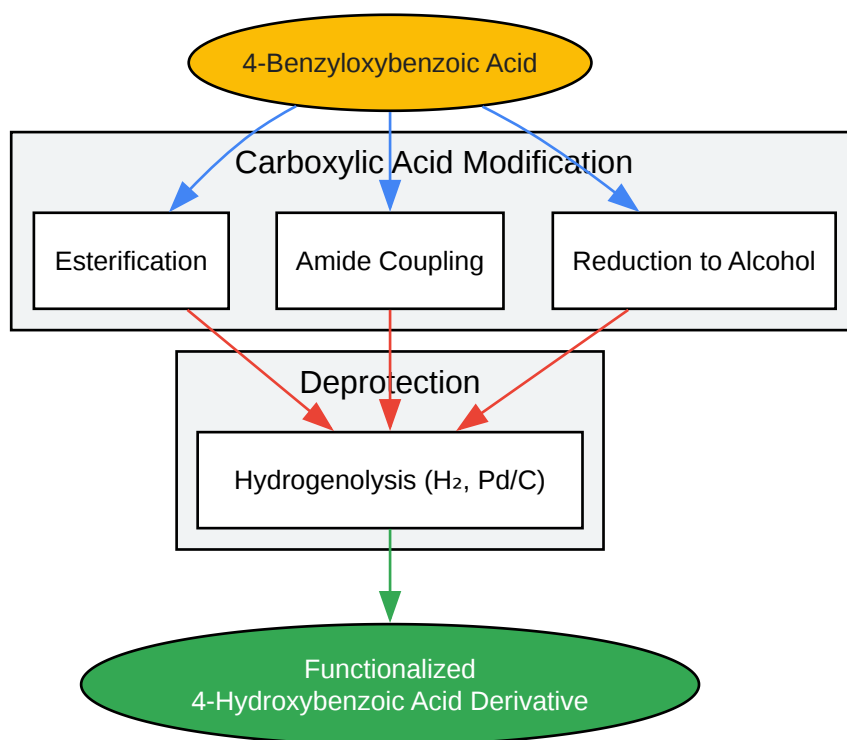 4-Benzyloxybenzoic Acid
Carboxylic Acid Modification
Esterification
Amide Coupling
Reduction to Alcohol
Deprotection
Hydrogenolysis (H₂, Pd/C)
Functionalized
4-Hydroxybenzoic Acid Derivative